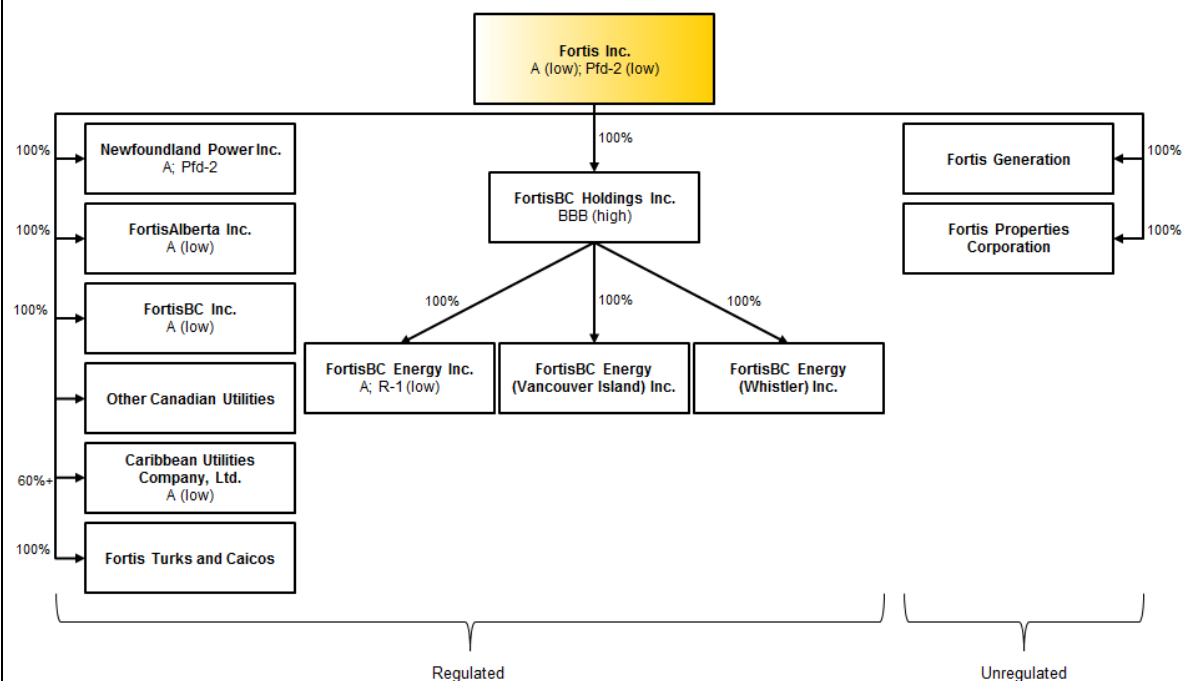 Fortis Inc.
A (low); Pfd-2 (low)
100%
Newfoundland Power Inc.
A; Pfd-2
100%
FortisAlberta Inc.
A (low)
100%
FortisBC Inc.
A (low)
Other Canadian Utilities
60%+
Caribbean Utilities
Company, Ltd.
A (low)
100%
Fortis Turks and Caicos
100%
FortisBC Holdings Inc.
BBB (high)
100%
100%
100%
FortisBC Energy Inc.
A; R-1 (low)
FortisBC Energy
(Vancouver Island) Inc.
FortisBC Energy
(Whistler) Inc.
Fortis Generation
100%
Fortis Properties
Corporation
100%
Regulated
Unregulated